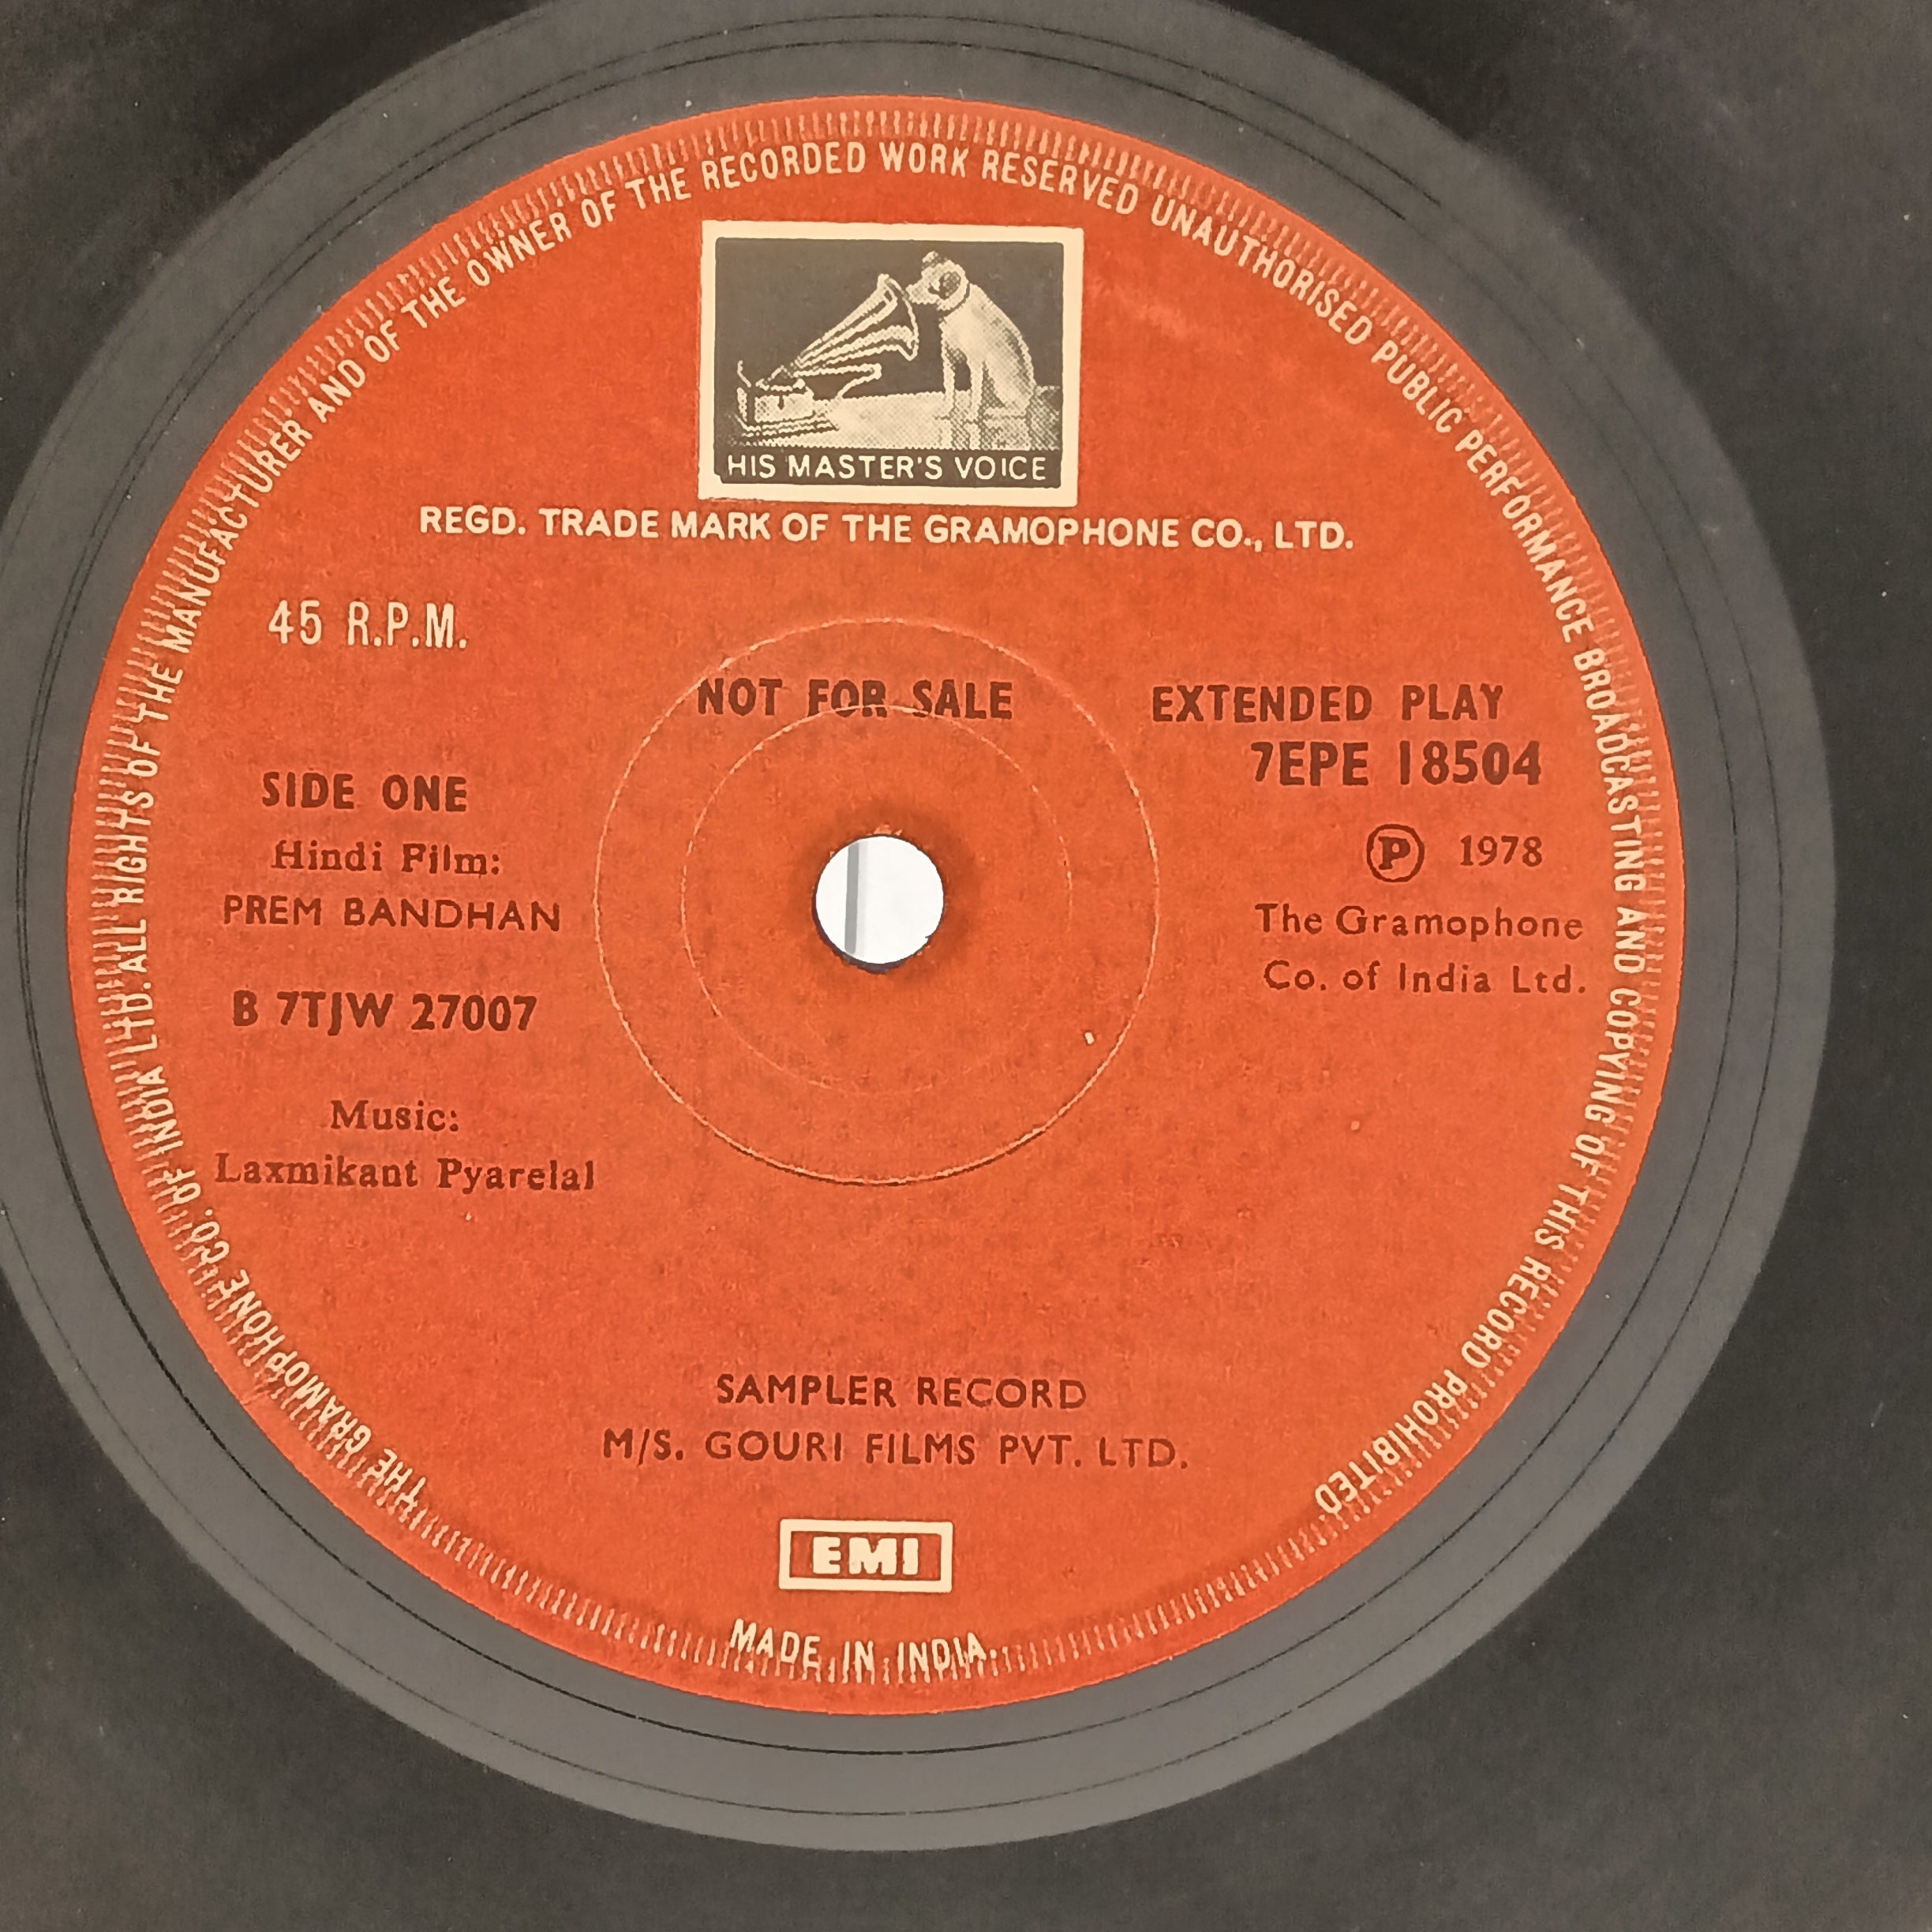 THE GRAMOPHONE CO. OF INDIA LTD. ALL RIGHTS OF THE MANUFACTURER AND OF THE OWNER OF THE RECORDED WORK RESERVED UNAUTHORISED PUBLIC PERFORMANCE BROADCASTING AND COPYING OF THIS RECORD PROHIBITED
HIS MASTER'S VOICE
REGD. TRADE MARK OF THE GRAMOPHONE CO., LTD.
45 R.P.M.
NOT FOR SALE
EXTENDED PLAY
7EPE 18504
SIDE ONE
Hindi Film:
PREM BANDHAN
Ⓟ 1978
The Gramophone
Co. of India Ltd.
B 7TJW 27007
Music:
Laxmikant Pyarelal
SAMPLER RECORD
M/S. GOURI FILMS PVT. LTD.
EMI
MADE IN INDIA.